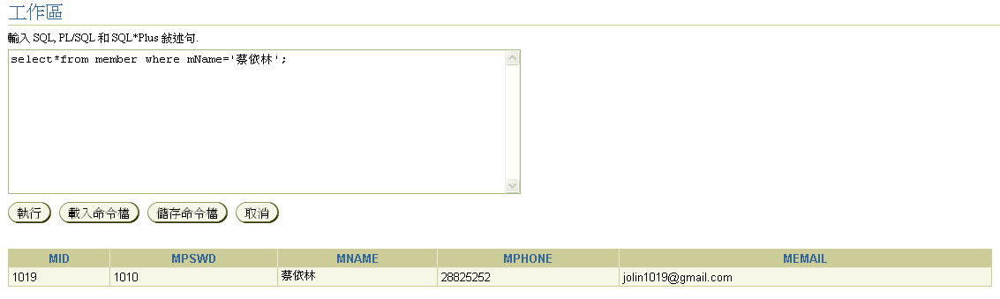 工作區
輸入 SQL, PL/SQL 和 SQL*Plus 敘述句.
select*from member where mName='蔡依林';
執行 載入命令檔 儲存命令檔 取消
MID MPSWD MNAME MPHONE MEMAIL
1019 1010 蔡依林 28825252 jolin1019@gmail.com